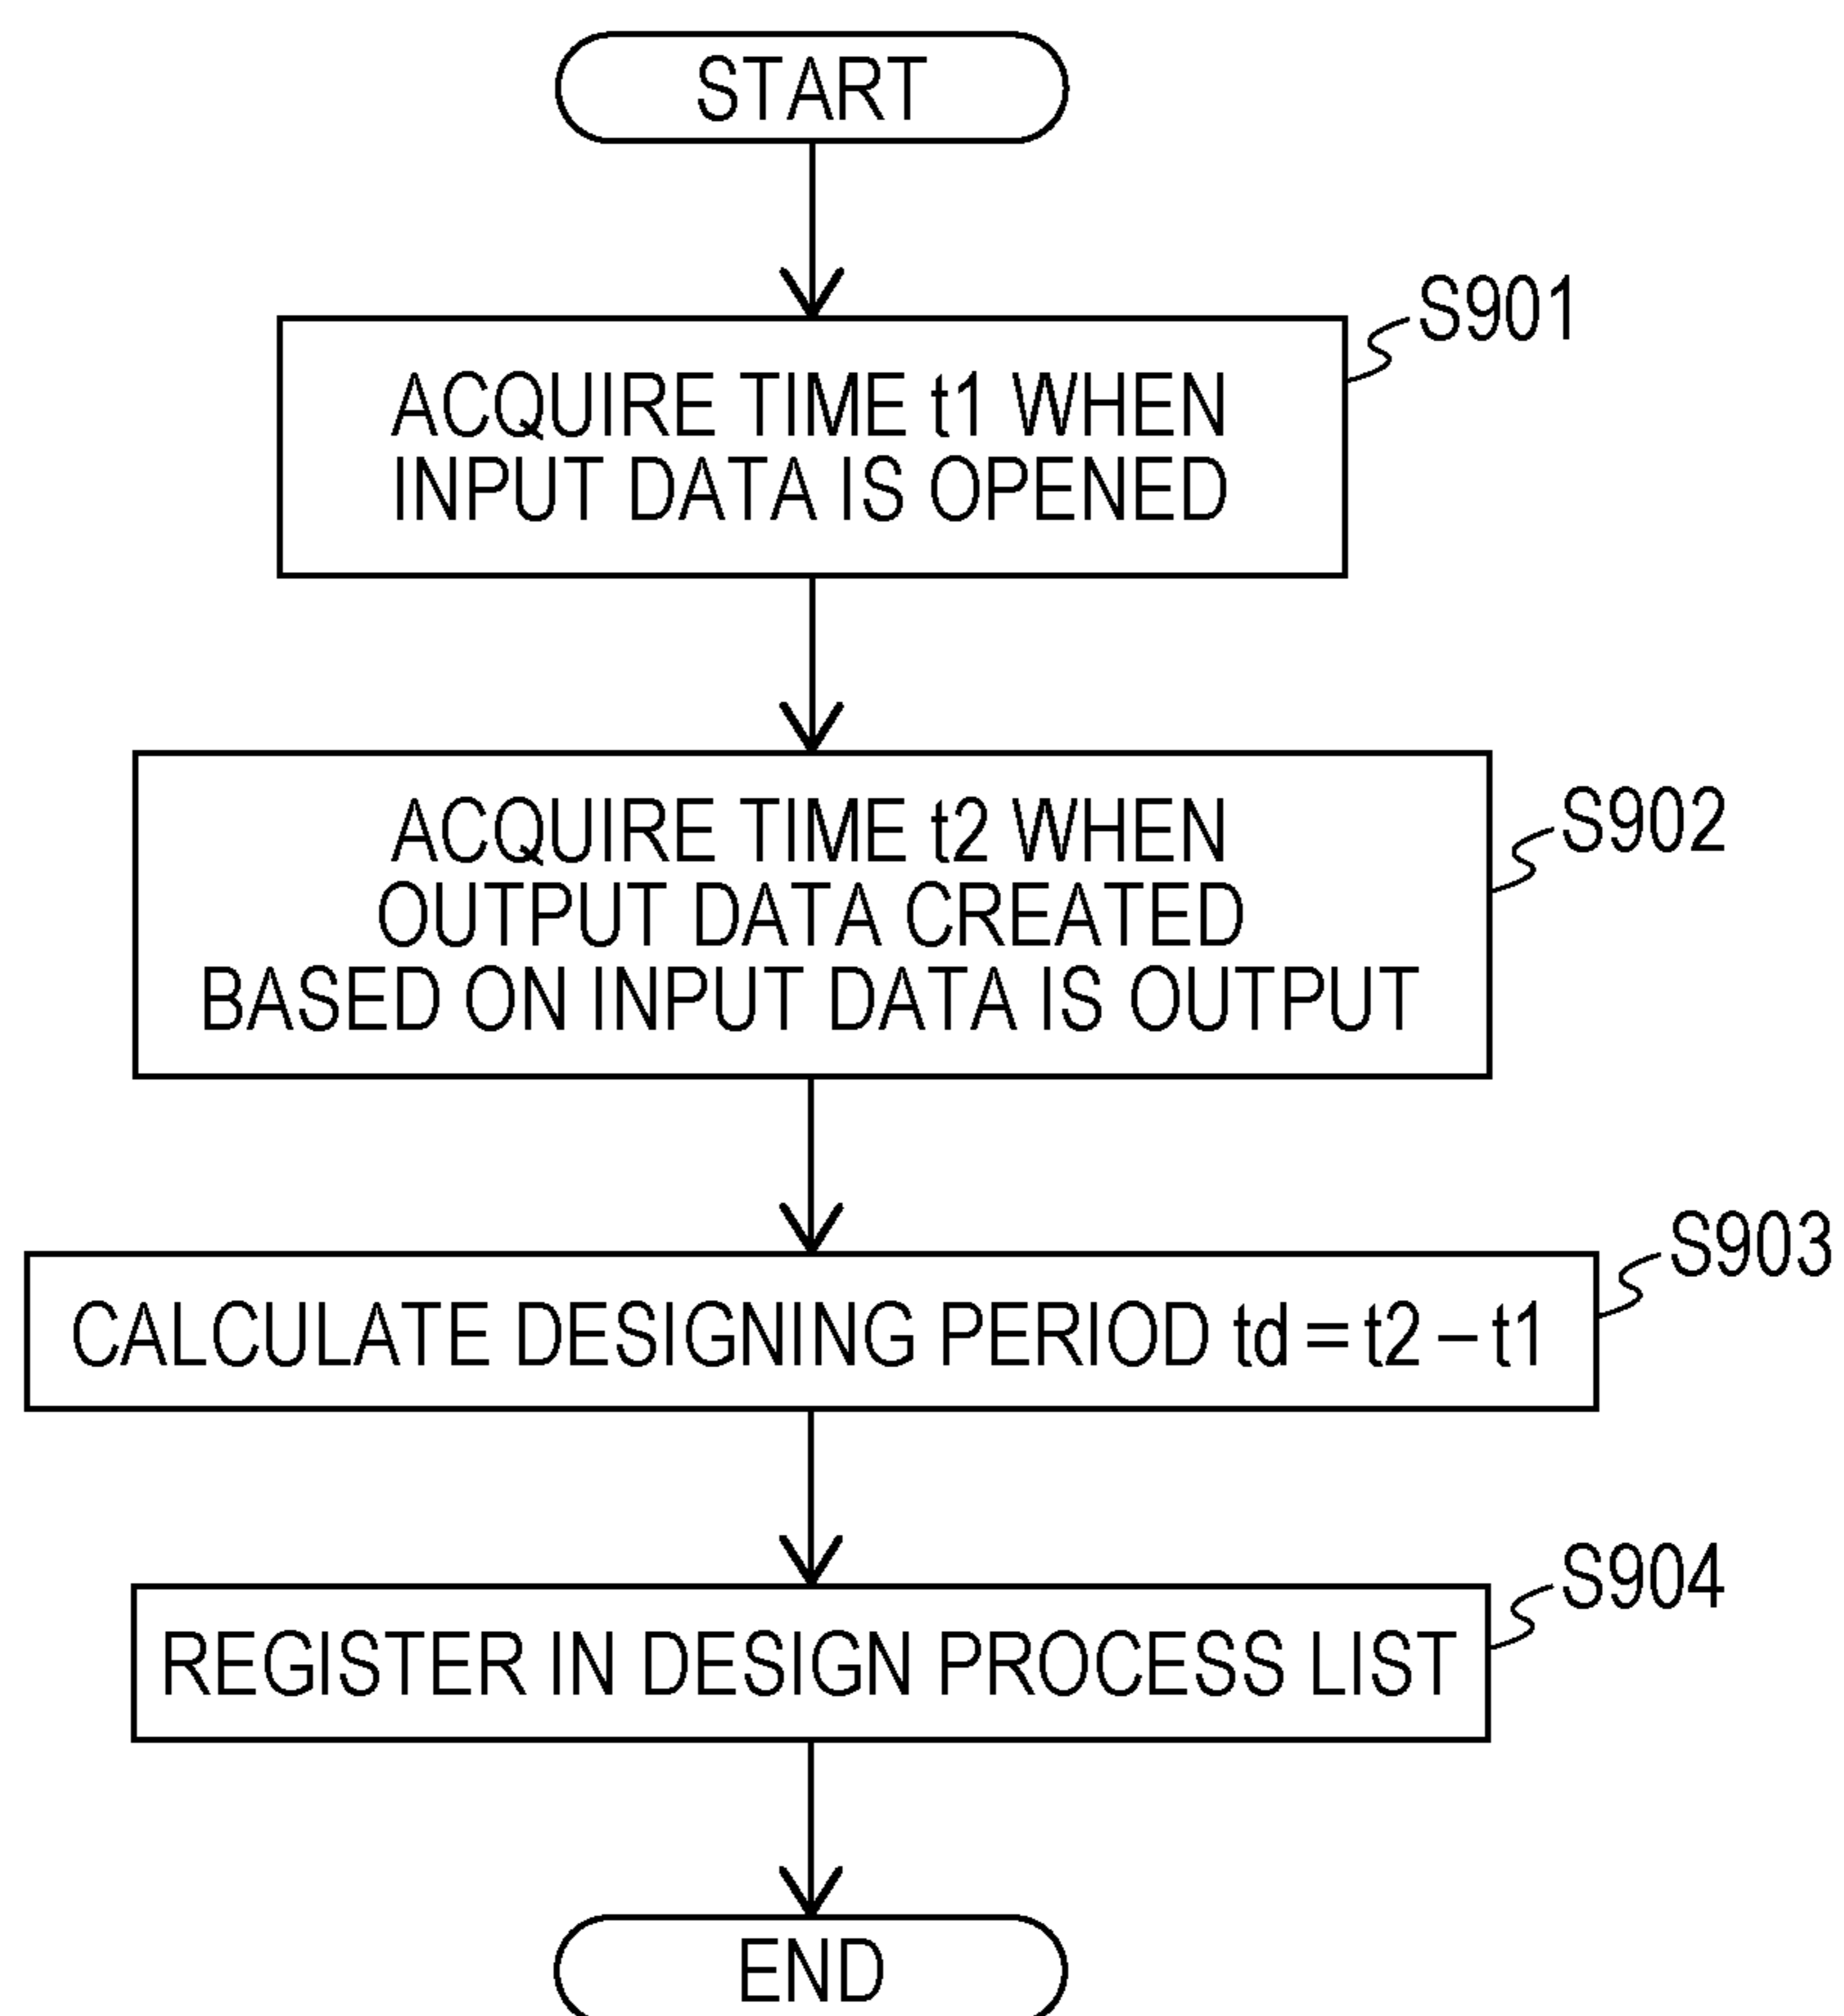 START
S901
ACQUIRE TIME t1 WHEN
INPUT DATA IS OPENED
S902
ACQUIRE TIME t2 WHEN
OUTPUT DATA CREATED
BASED ON INPUT DATA IS OUTPUT
S903
CALCULATE DESIGNING PERIOD td = t2 – t1
S904
REGISTER IN DESIGN PROCESS LIST
END